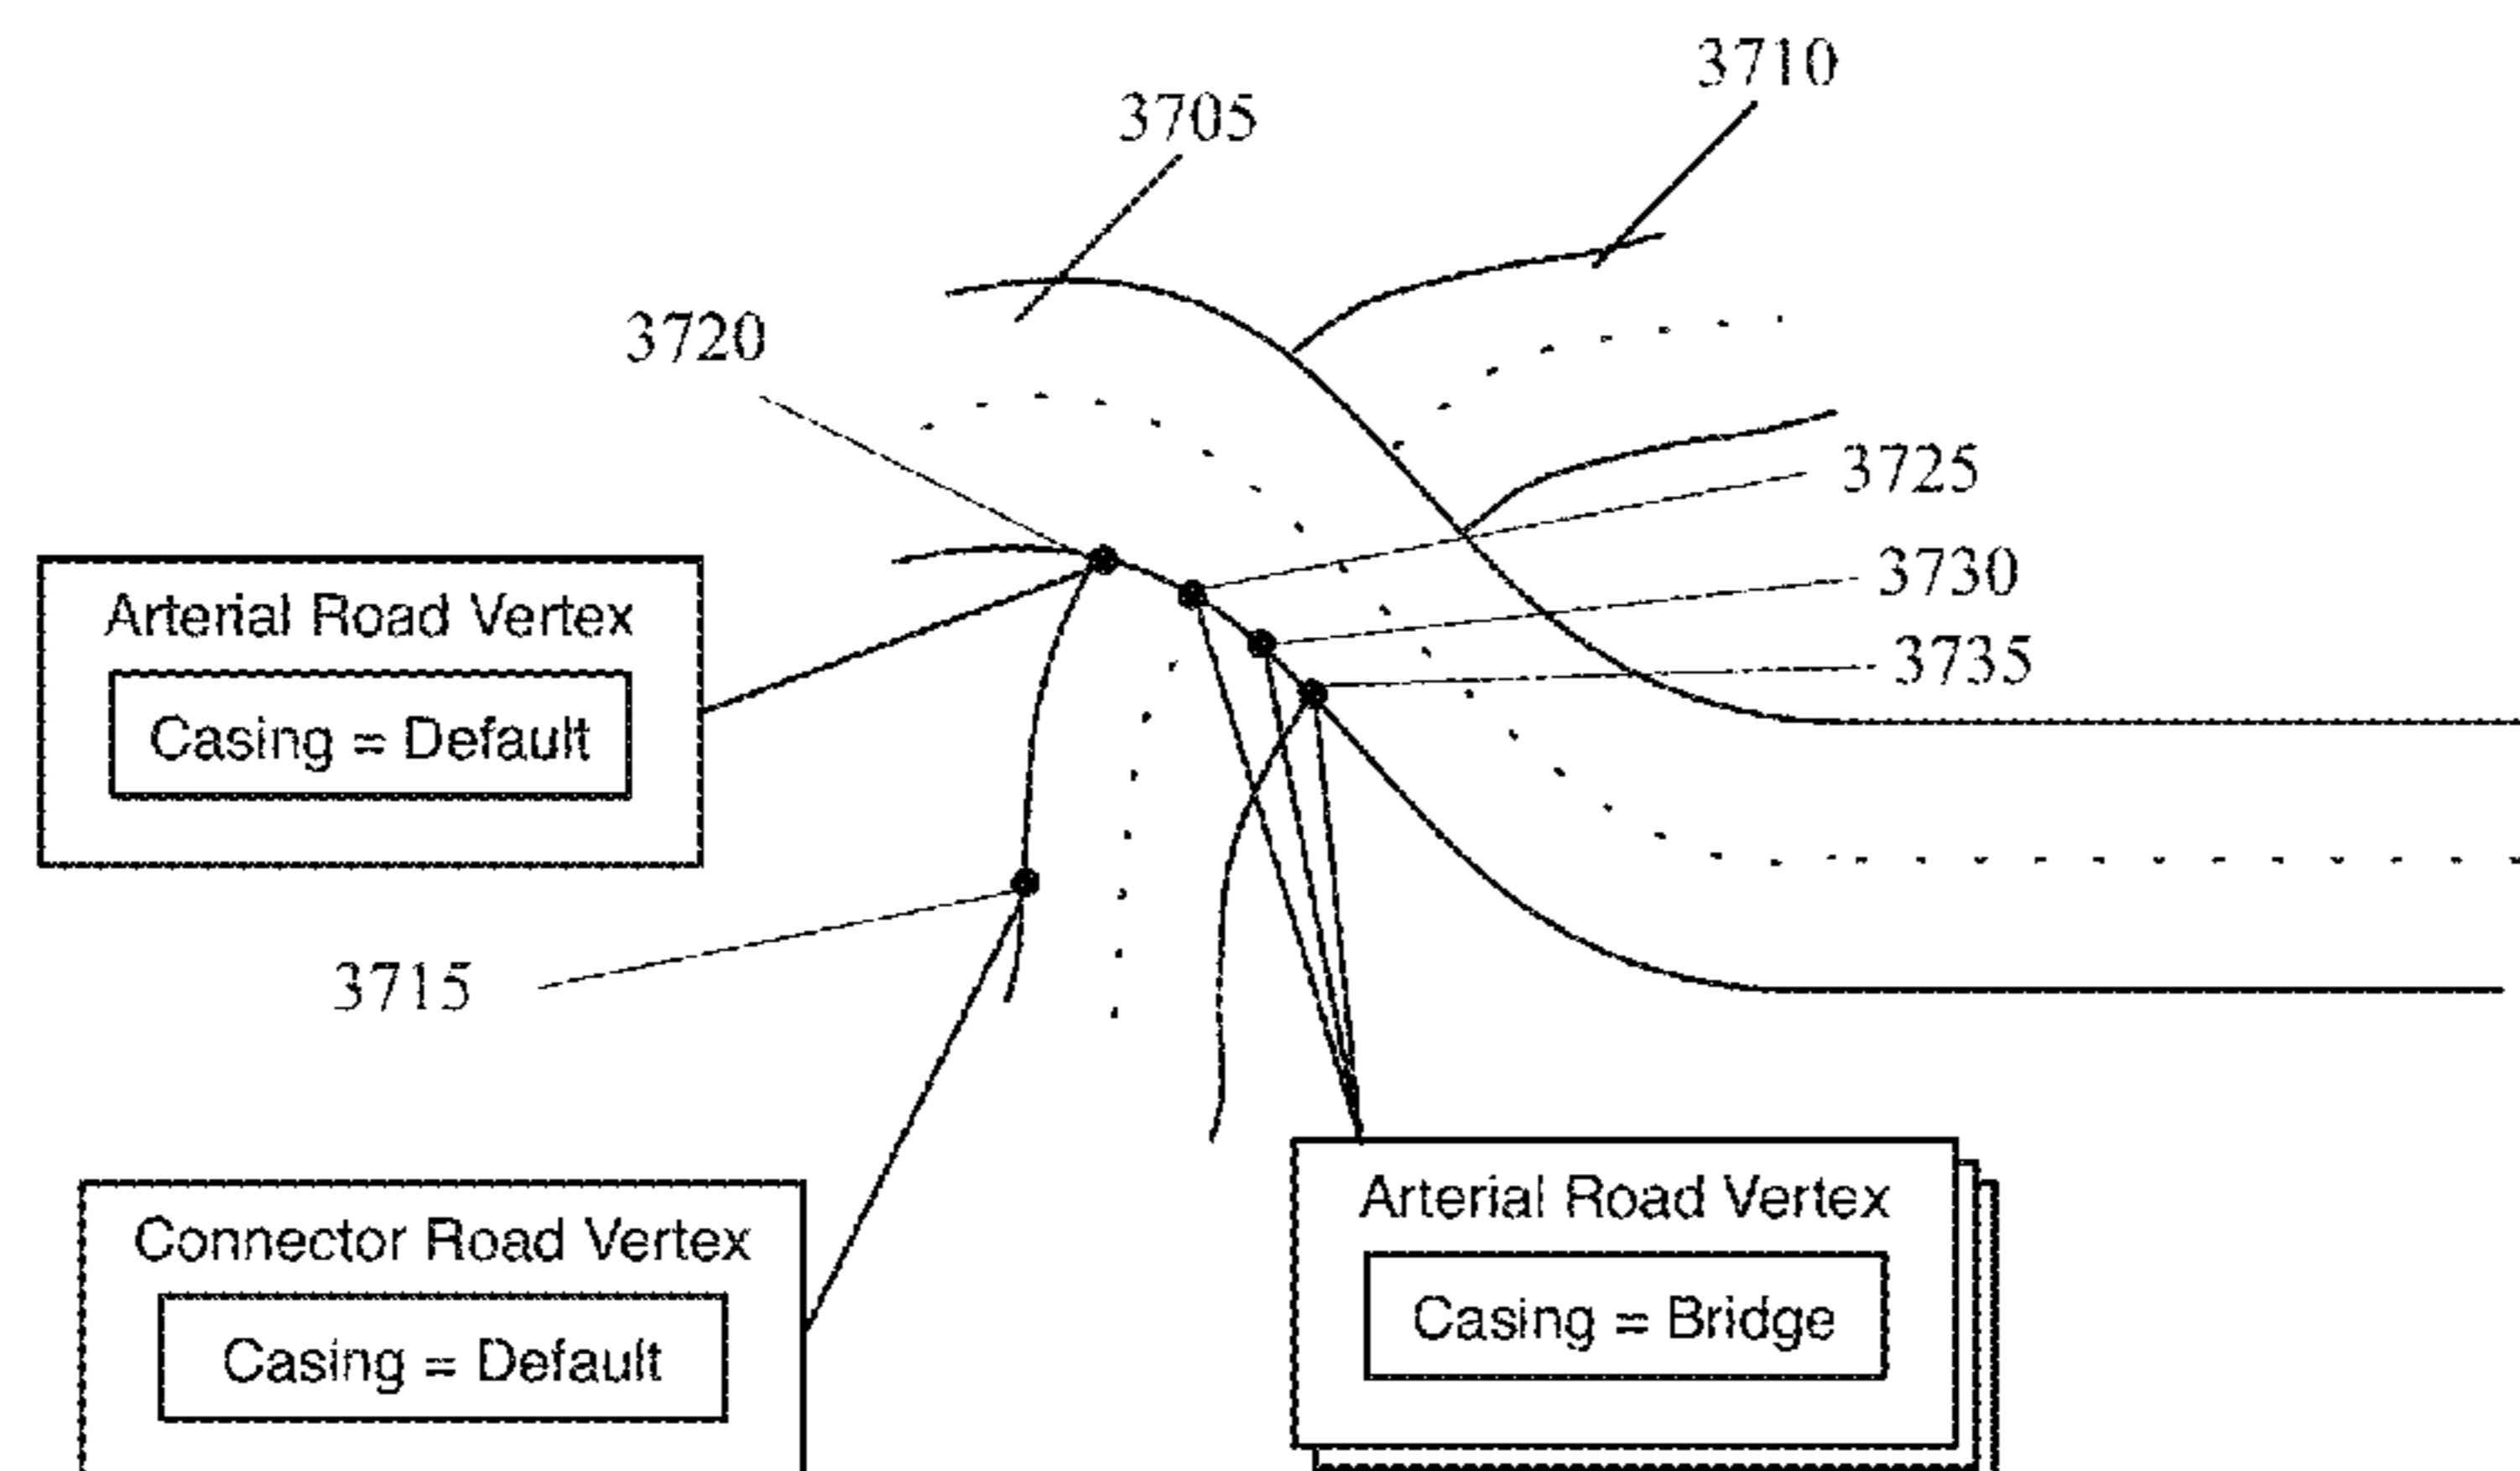 3710
3705
3720
3725
3730
3735
Arterial Road Vertex
Casing = Default
3715
Connector Road Vertex
Casing = Default
Arterial Road Vertex
Casing = Bridge